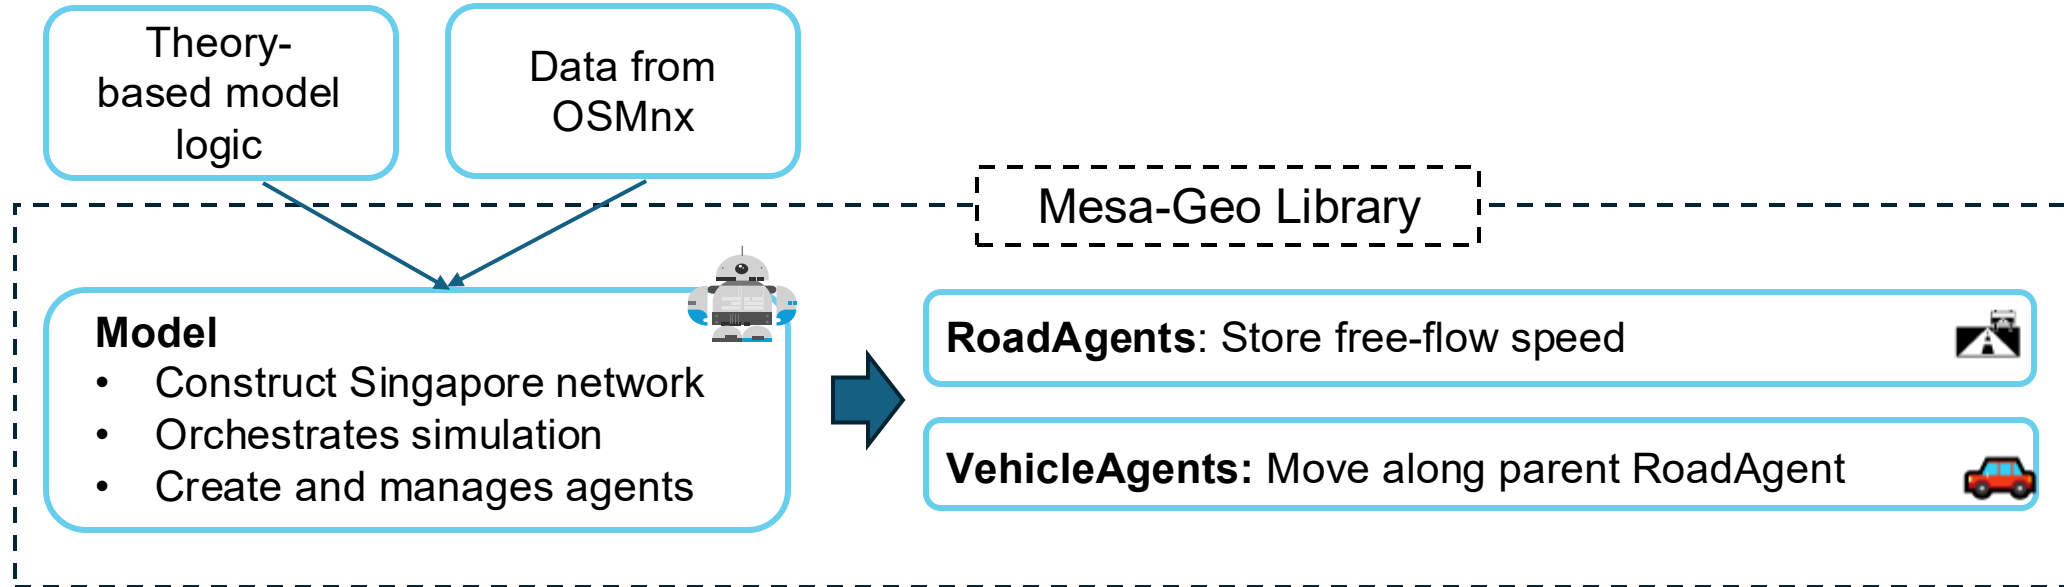 Theory-
based model
logic
Data from
OSMnx
Mesa-Geo Library
Model
• Construct Singapore network
• Orchestrates simulation
• Create and manages agents
RoadAgents: Store free-flow speed
VehicleAgents: Move along parent RoadAgent